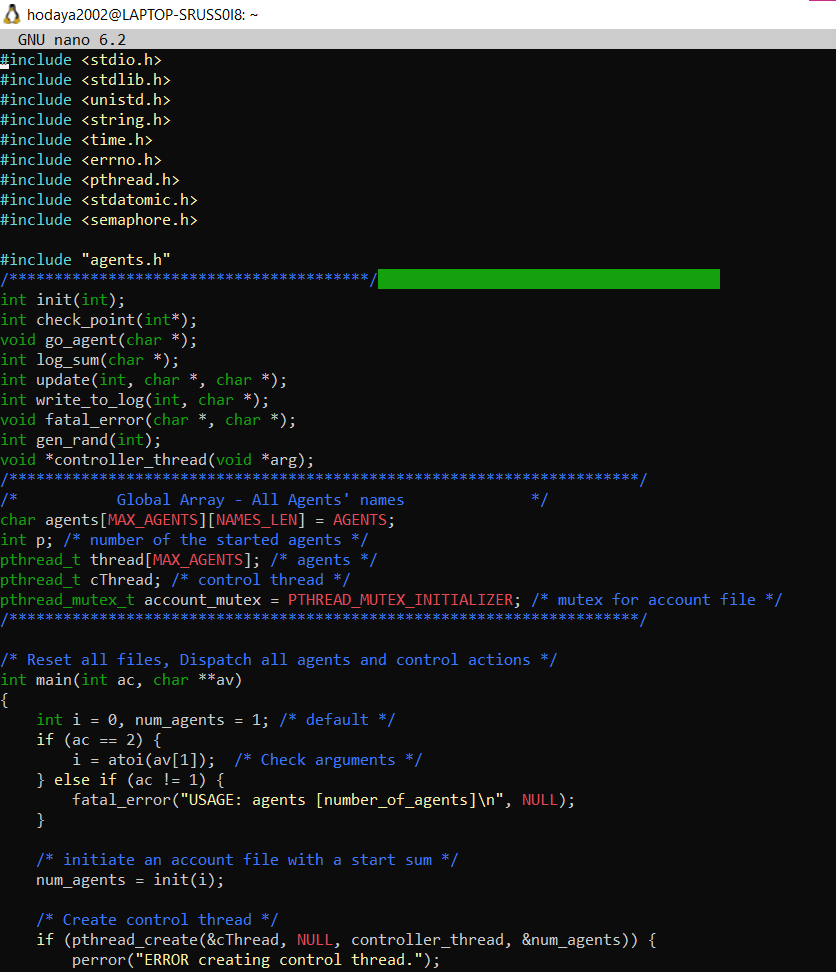 hodaya2002@LAPTOP-SRUSS0I8: ~
GNU nano 6.2
#include <stdio.h>
#include <stdlib.h>
#include <unistd.h>
#include <string.h>
#include <time.h>
#include <errno.h>
#include <pthread.h>
#include <stdatomic.h>
#include <semaphore.h>

#include "agents.h"
/****************************************/
int init(int);
int check_point(int*);
void go_agent(char *);
int log_sum(char *);
int update(int, char *, char *);
int write_to_log(int, char *);
void fatal_error(char *, char *);
int gen_rand(int);
void *controller_thread(void *arg);
/**********************************************************************/
/*           Global Array - All Agents' names              */
char agents[MAX_AGENTS][NAMES_LEN] = AGENTS;
int p; /* number of the started agents */
pthread_t thread[MAX_AGENTS]; /* agents */
pthread_t cThread; /* control thread */
pthread_mutex_t account_mutex = PTHREAD_MUTEX_INITIALIZER; /* mutex for account file */
/**********************************************************************/

/* Reset all files, Dispatch all agents and control actions */
int main(int ac, char **av)
{
    int i = 0, num_agents = 1; /* default */
    if (ac == 2) {
        i = atoi(av[1]);  /* Check arguments */
    } else if (ac != 1) {
        fatal_error("USAGE: agents [number_of_agents]\n", NULL);
    }

    /* initiate an account file with a start sum */
    num_agents = init(i);

    /* Create control thread */
    if (pthread_create(&cThread, NULL, controller_thread, &num_agents)) {
        perror("ERROR creating control thread.");